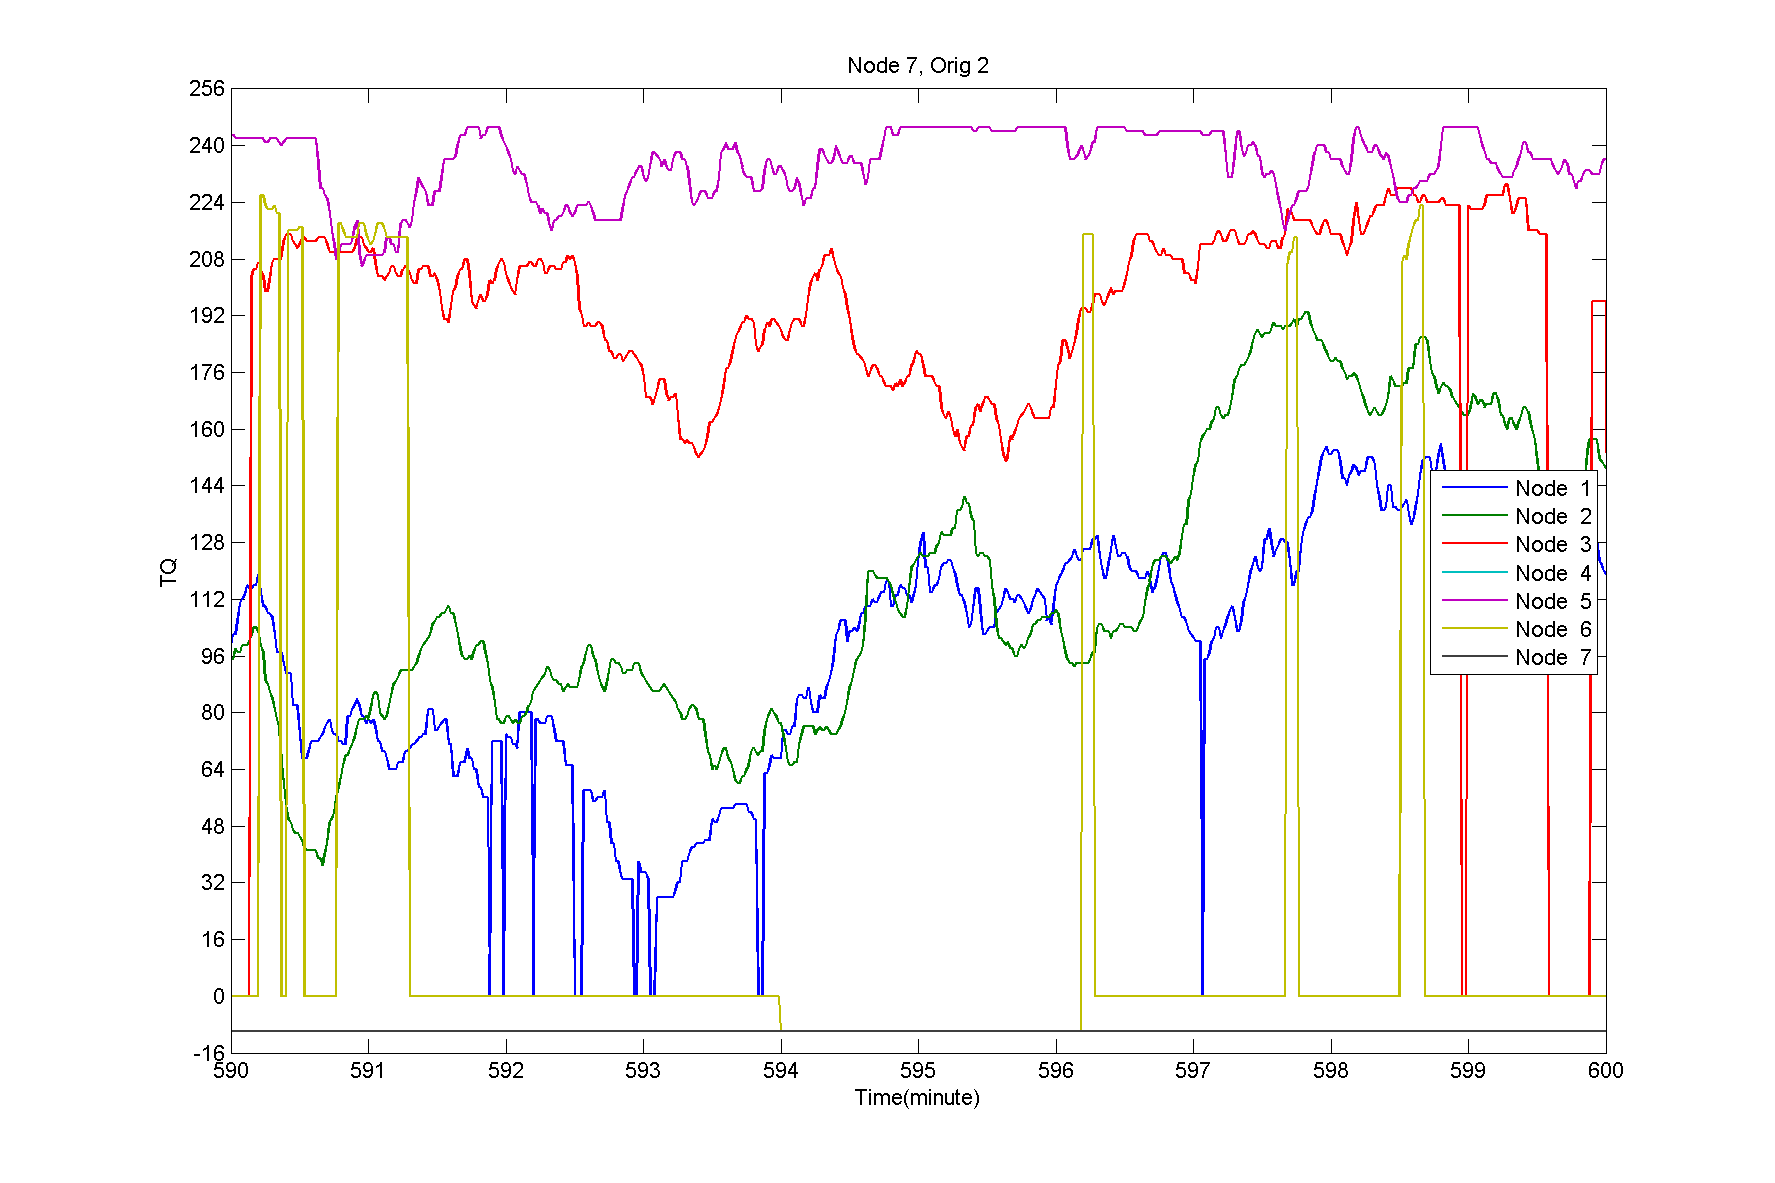 Node 7, Orig 2
256
240
224
208
192
176
160
144
128
112
96
80
64
48
32
16
0
-16
TQ
Node 1
Node 2
Node 3
Node 4
Node 5
Node 6
Node 7
590 591 592 593 594 595 596 597 598 599 600
Time(minute)